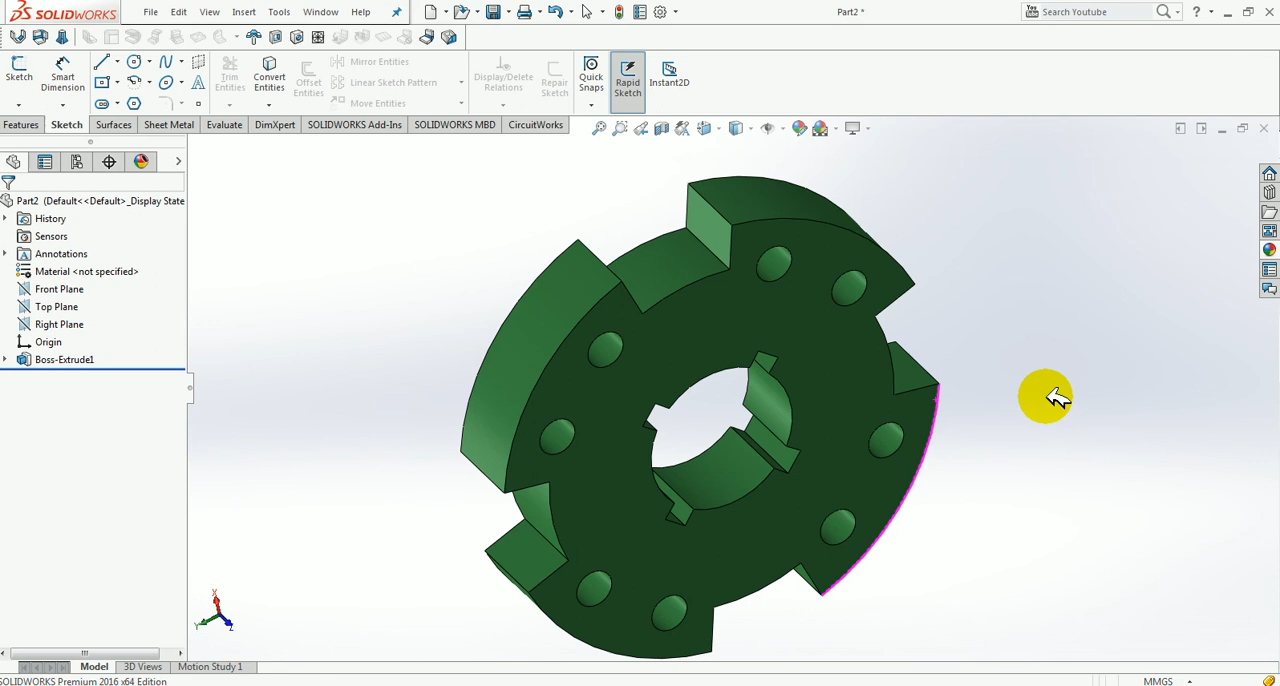 SOLIDWORKS File Edit View Insert Tools Window Help Part2 * You Tube Search Youtube ?
Sketch Smart Dimension Trim Entities Convert Entities Offset Entities Mirror Entities Linear Sketch Pattern Move Entities Display/Delete Relations Repair Sketch Quick Snaps Rapid Sketch Instant2D
Features Sketch Surfaces Sheet Metal Evaluate DimXpert SOLIDWORKS Add-Ins SOLIDWORKS MBD CircuitWorks
Part2 (Default<<Default>_Display State
History
Sensors
Annotations
Material <not specified>
Front Plane
Top Plane
Right Plane
Origin
Boss-Extrude1
X
Y Z
Model 3D Views Motion Study 1
SOLIDWORKS Premium 2016 x64 Edition MMGS